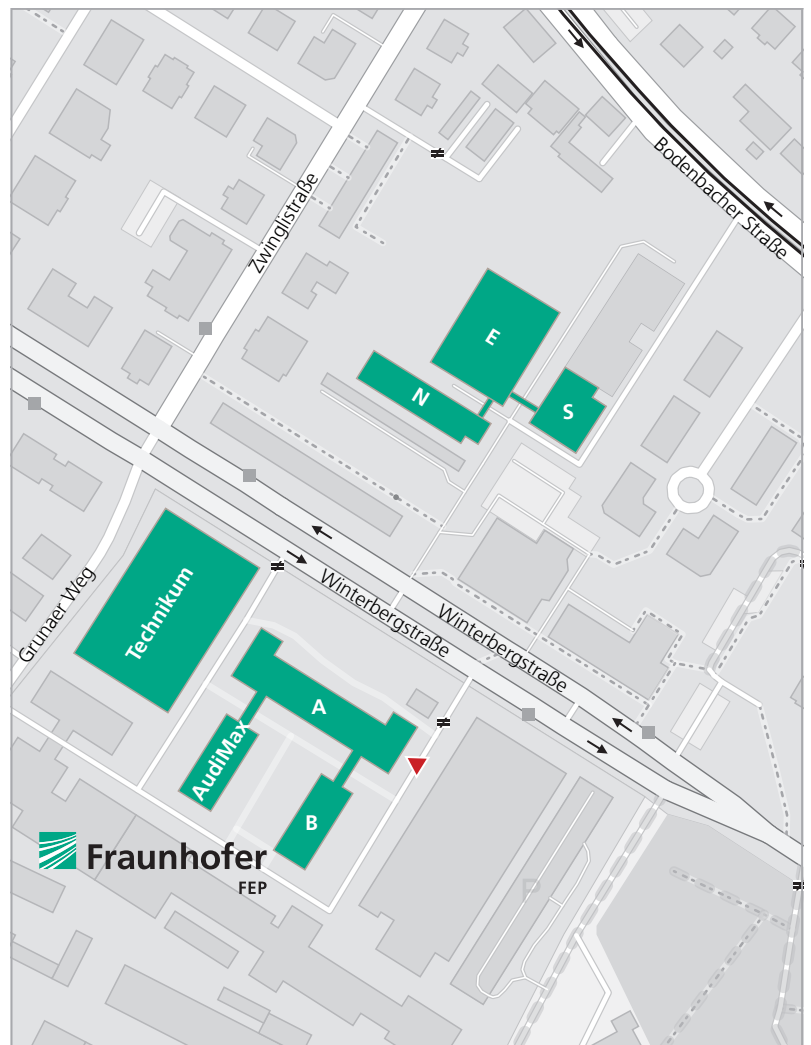 Bodenbacher Straße
Zwinglistraße
E
N
S
Technikum
Grunaer Weg
Winterbergstraße
Winterbergstraße
A
AudiMax
B
Fraunhofer
FEP
P